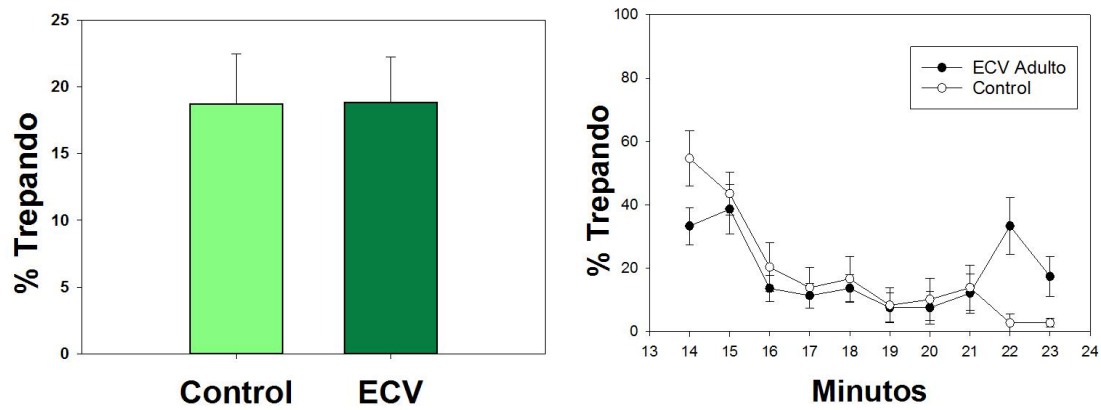 25
20
15
10
5
0
% Trepando
Control ECV
100
80
60
40
20
0
% Trepando
ECV Adulto
Control
13 14 15 16 17 18 19 20 21 22 23 24
Minutos